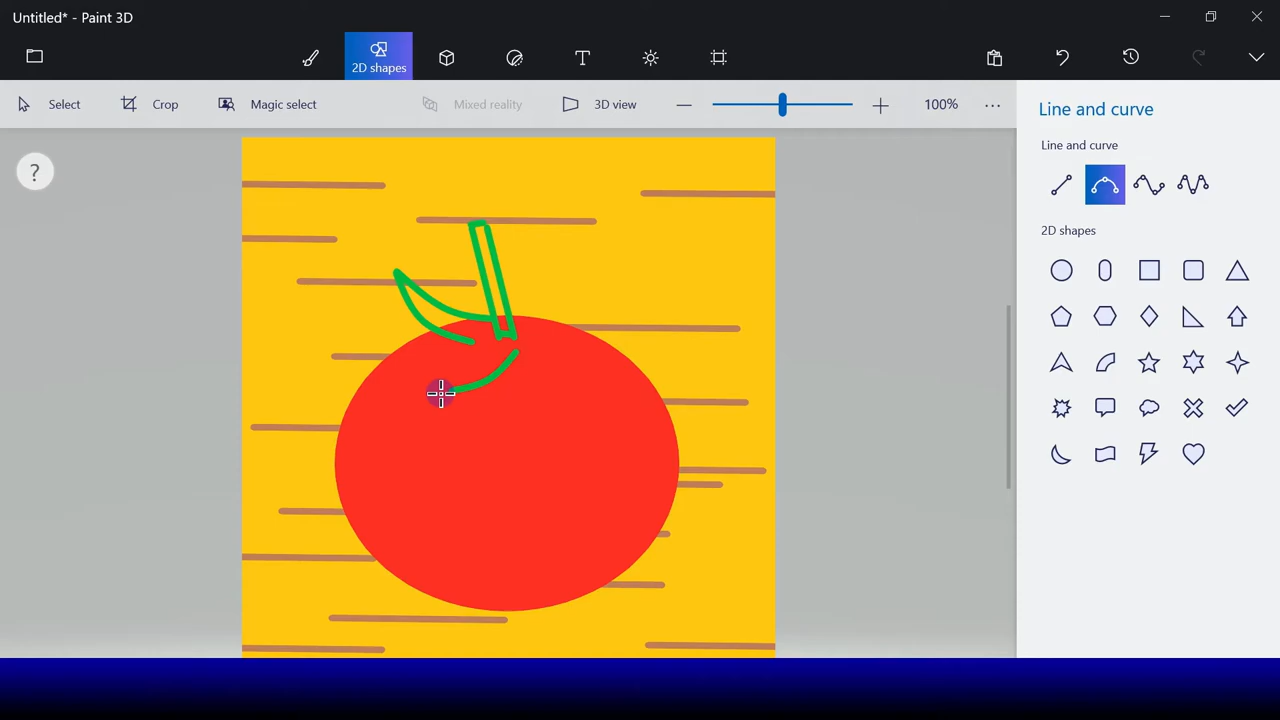 Untitled* - Paint 3D
2D shapes
Select Crop Magic select Mixed reality 3D view 100%
?
Line and curve
Line and curve
2D shapes